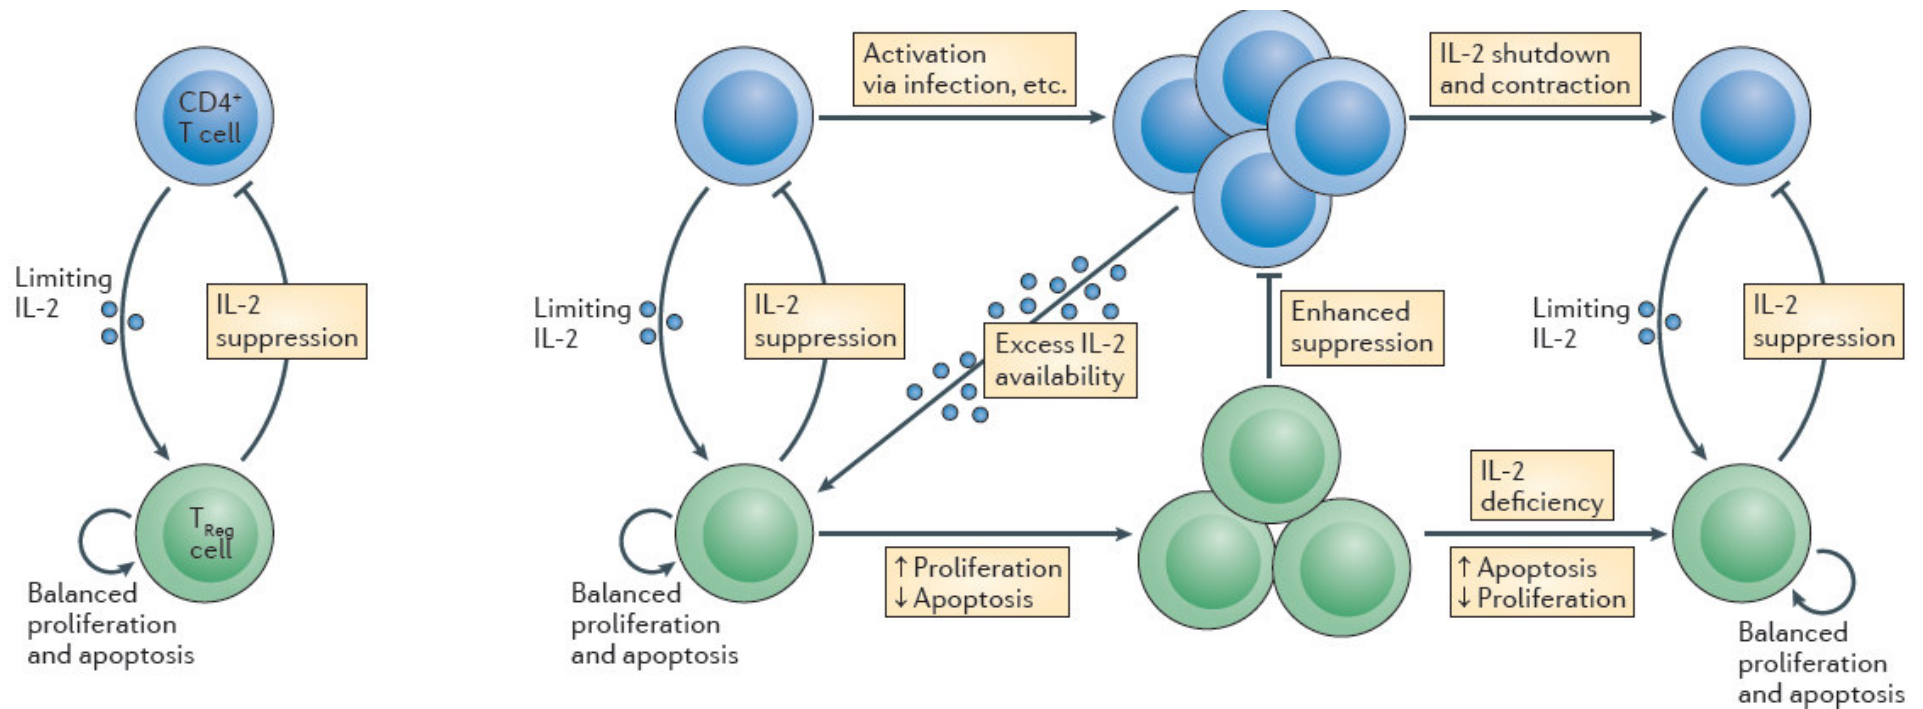 CD4+
T cell
Limiting
IL-2
IL-2
suppression
TReg
cell
Balanced
proliferation
and apoptosis
Activation
via infection, etc.
IL-2 shutdown
and contraction
Limiting
IL-2
IL-2
suppression
Excess IL-2
availability
Enhanced
suppression
Limiting
IL-2
IL-2
suppression
IL-2
deficiency
↑ Proliferation
↓ Apoptosis
↑ Apoptosis
↓ Proliferation
Balanced
proliferation
and apoptosis
Balanced
proliferation
and apoptosis